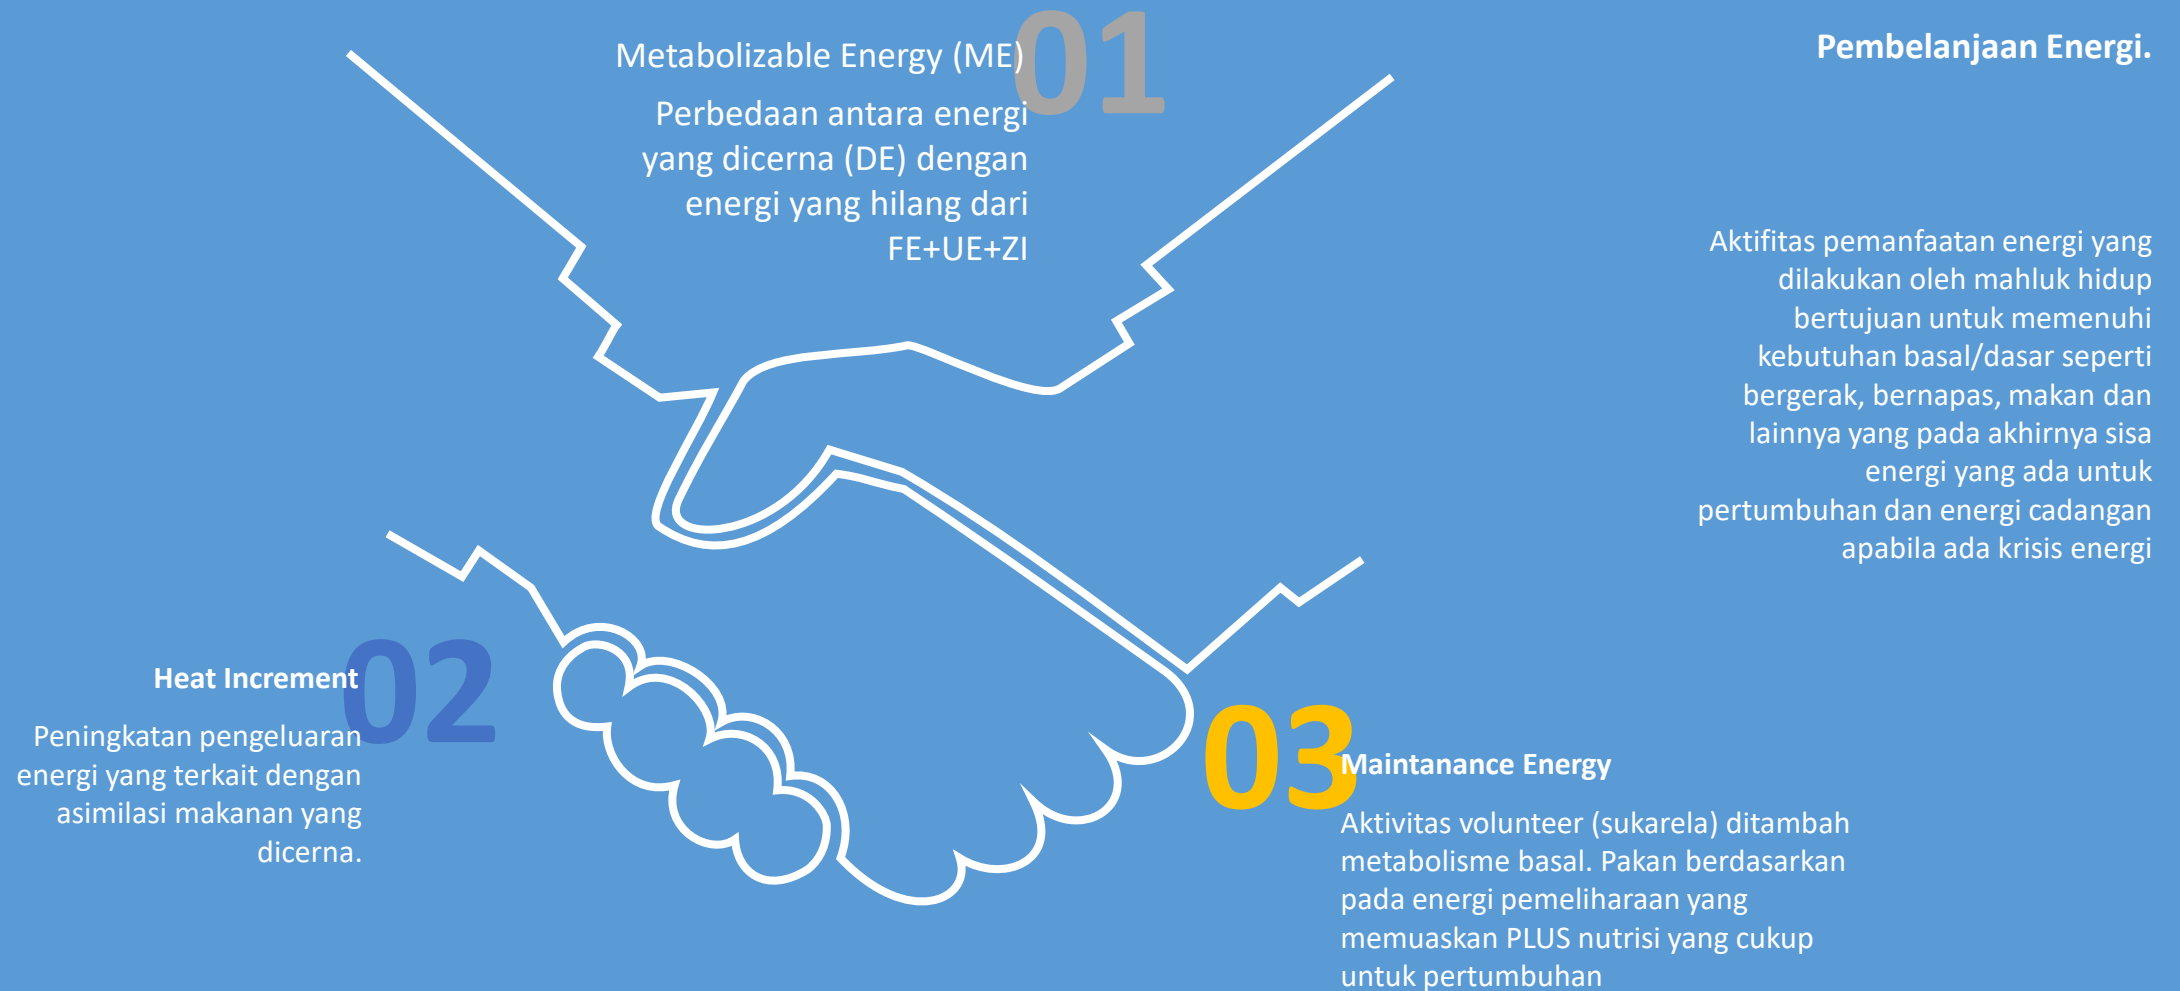 Pembelanjaan Energi.
Aktifitas pemanfaatan energi yang
dilakukan oleh mahluk hidup
bertujuan untuk memenuhi
kebutuhan basal/dasar seperti
bergerak, bernapas, makan dan
lainnya yang pada akhirnya sisa
energi yang ada untuk
pertumbuhan dan energi cadangan
apabila ada krisis energi
01
Metabolizable Energy (ME)
Perbedaan antara energi
yang dicerna (DE) dengan
energi yang hilang dari
FE+UE+ZI
02
Heat Increment
Peningkatan pengeluaran
energi yang terkait dengan
asimilasi makanan yang
dicerna.
03
Maintanance Energy
Aktivitas volunteer (sukarela) ditambah
metabolisme basal. Pakan berdasarkan
pada energi pemeliharaan yang
memuaskan PLUS nutrisi yang cukup
untuk pertumbuhan